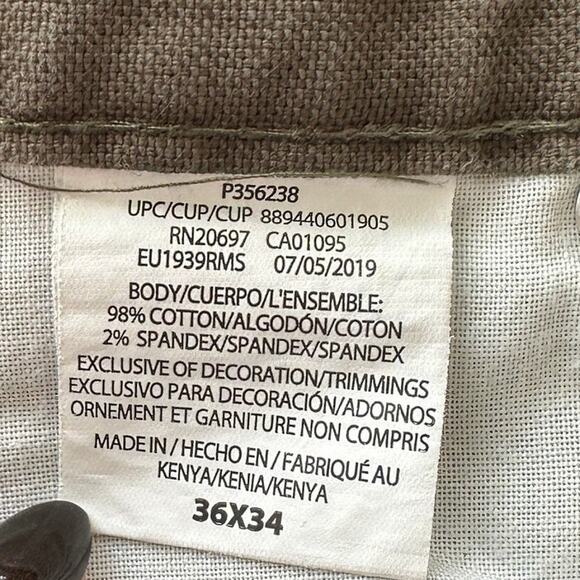 P356238
UPC/CUP/CUP 889440601905
RN20697 CA01095
EU1939RMS 07/05/2019
BODY/CUERPO/L'ENSEMBLE:
98% COTTON/ALGODÓN/COTON
2% SPANDEX/SPANDEX/SPANDEX
EXCLUSIVE OF DECORATION/TRIMMINGS
EXCLUSIVO PARA DECORACIÓN/ADORNOS
ORNEMENT ET GARNITURE NON COMPRIS
MADE IN / HECHO EN / FABRIQUÉ AU
KENYA/KENIA/KENYA
36X34